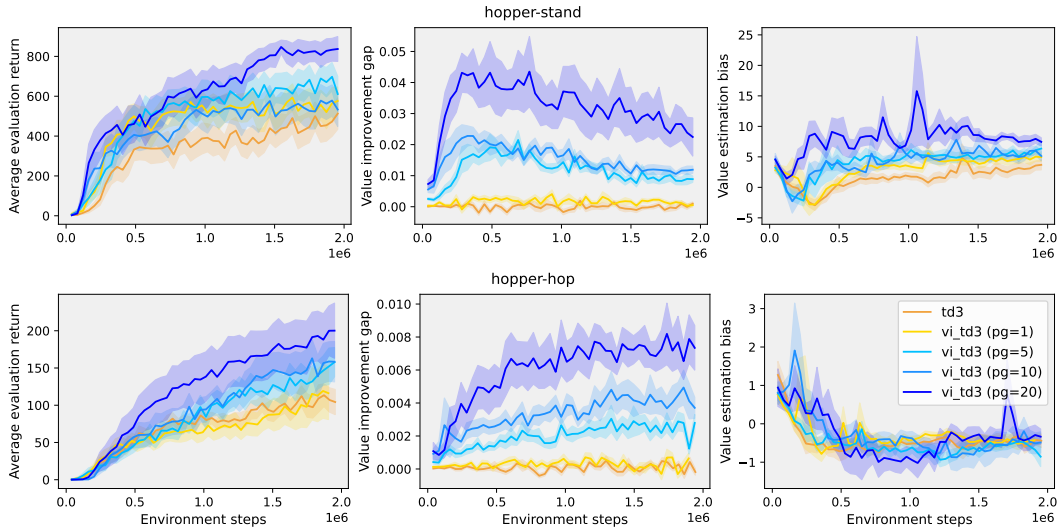 hopper-stand
Average evaluation return
800
600
400
200
0
0.0 0.5 1.0 1.5 2.0
1e6
Value improvement gap
0.05
0.04
0.03
0.02
0.01
0.00
0.0 0.5 1.0 1.5 2.0
1e6
Value estimation bias
20
15
10
5
0
−5
0.0 0.5 1.0 1.5 2.0
1e6
hopper-hop
Average evaluation return
200
150
100
50
0
0.0 0.5 1.0 1.5 2.0
Environment steps
1e6
Value improvement gap
0.010
0.008
0.006
0.004
0.002
0.000
0.0 0.5 1.0 1.5 2.0
Environment steps
1e6
Value estimation bias
3
2
1
0
−1
0.0 0.5 1.0 1.5 2.0
Environment steps
1e6
td3
vi_td3 (pg=1)
vi_td3 (pg=5)
vi_td3 (pg=10)
vi_td3 (pg=20)